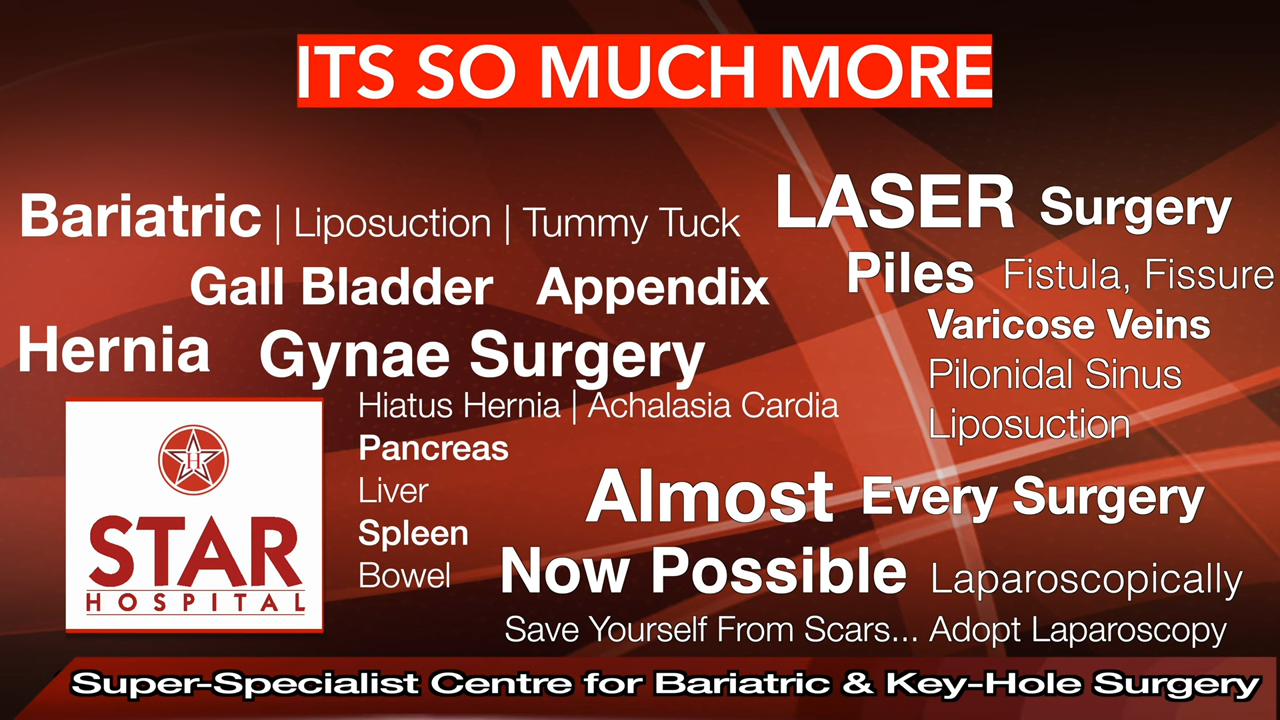 ITS SO MUCH MORE
Bariatric | Liposuction | Tummy Tuck
Gall Bladder Appendix
Hernia Gynae Surgery
Hiatus Hernia | Achalasia Cardia
Pancreas
Liver
Spleen
Bowel
LASER Surgery
Piles Fistula, Fissure
Varicose Veins
Pilonidal Sinus
Liposuction
Almost Every Surgery
Now Possible Laparoscopically
Save Yourself From Scars... Adopt Laparoscopy
H
STAR
HOSPITAL
Super-Specialist Centre for Bariatric & Key-Hole Surgery